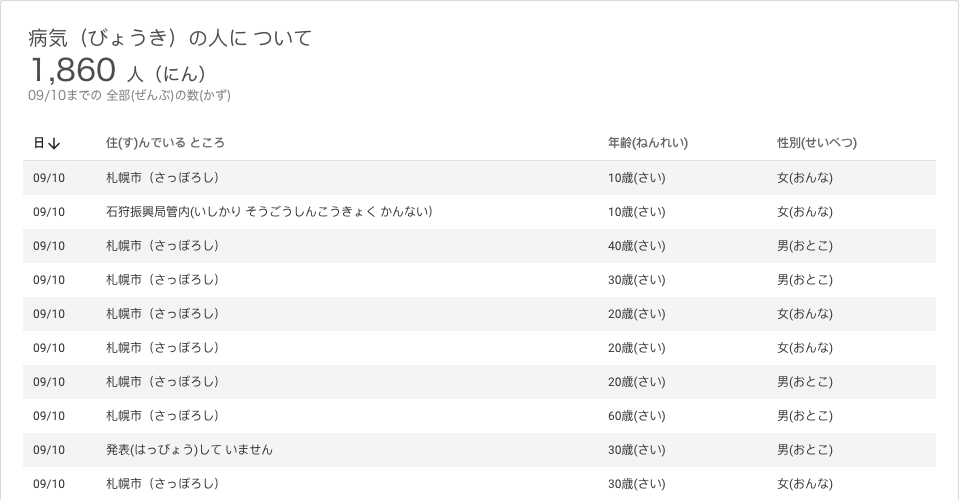 病気（びょうき）の人に ついて
1,860 人（にん）
09/10までの 全部(ぜんぶ)の数(かず)
日↓ 住(す)んでいる ところ 年齢(ねんれい) 性別(せいべつ)
09/10 札幌市（さっぽろし） 10歳(さい) 女(おんな)
09/10 石狩振興局管内(いしかり そうごうしんこうきょく かんない） 10歳(さい) 女(おんな)
09/10 札幌市（さっぽろし） 40歳(さい) 男(おとこ)
09/10 札幌市（さっぽろし） 30歳(さい) 男(おとこ)
09/10 札幌市（さっぽろし） 20歳(さい) 女(おんな)
09/10 札幌市（さっぽろし） 20歳(さい) 女(おんな)
09/10 札幌市（さっぽろし） 20歳(さい) 男(おとこ)
09/10 札幌市（さっぽろし） 60歳(さい) 男(おとこ)
09/10 発表(はっぴょう)して いません 30歳(さい) 男(おとこ)
09/10 札幌市（さっぽろし） 30歳(さい) 女(おんな)